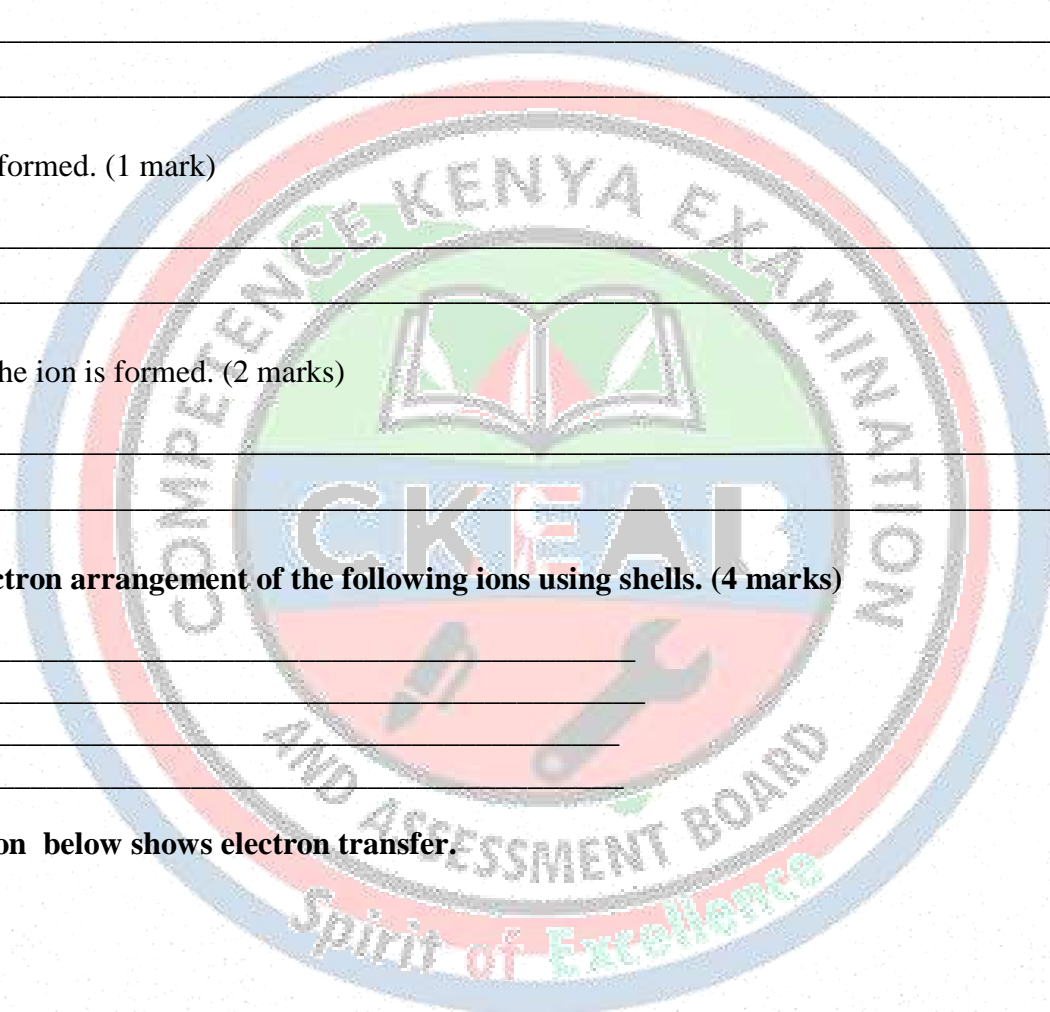 formed. (1 mark)
he ion is formed. (2 marks)
ctron arrangement of the following ions using shells. (4 marks)
on below shows electron transfer.
COMPETENCE KENYA EXAMINATION
CKEAB
AND ASSESSMENT BOARD
Spirit of Excellence